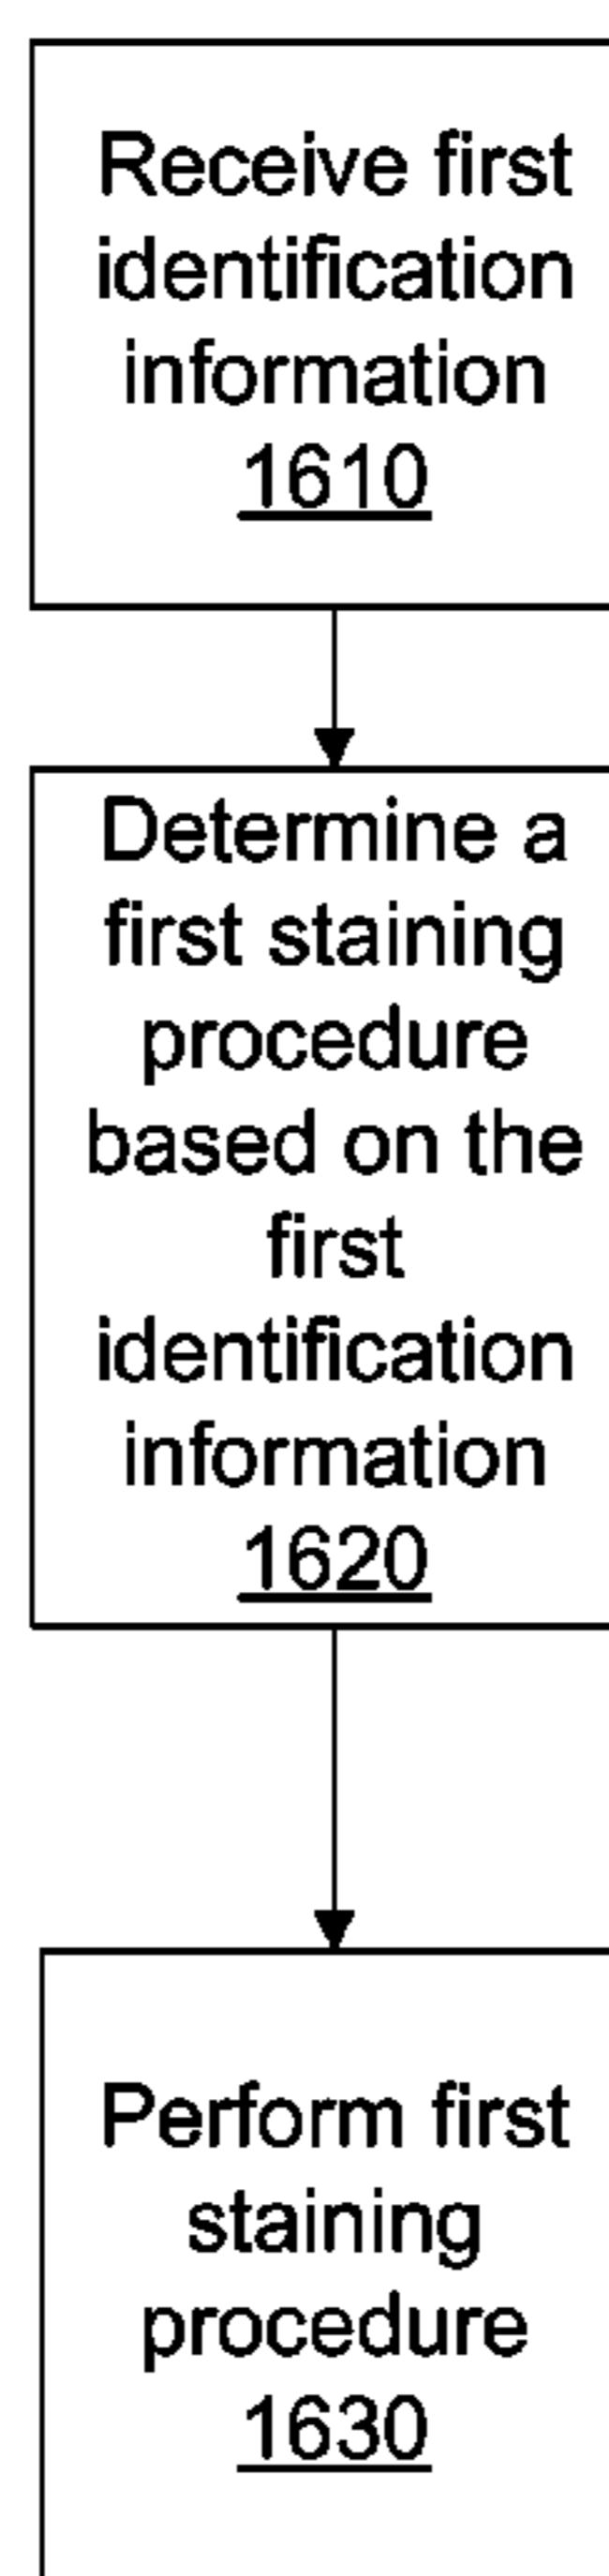 Receive first
identification
information
1610
Determine a
first staining
procedure
based on the
first
identification
information
1620
Perform first
staining
procedure
1630